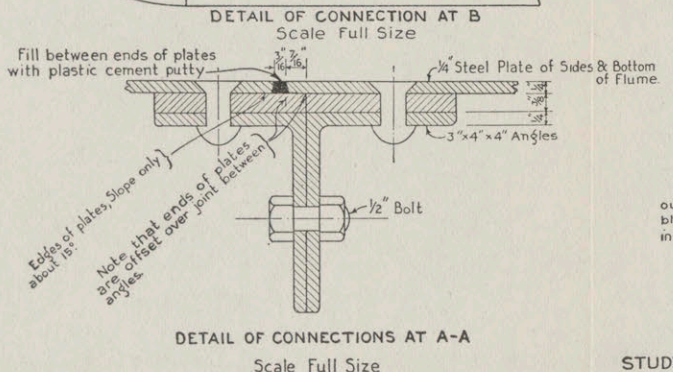 DETAIL OF CONNECTION AT B
Scale Full Size
Fill between ends of plates
with plastic cement putty
3/16" 7/16"
1/4" Steel Plate of Sides & Bottom
of Flume.
3"x4"x4" Angles
Edges of plates, Slope only
about 15°.
Note that ends of plates
are offset over joint between
angles.
1/2" Bolt
ou
bl
in
DETAIL OF CONNECTIONS AT A-A
Scale Full Size
STUD